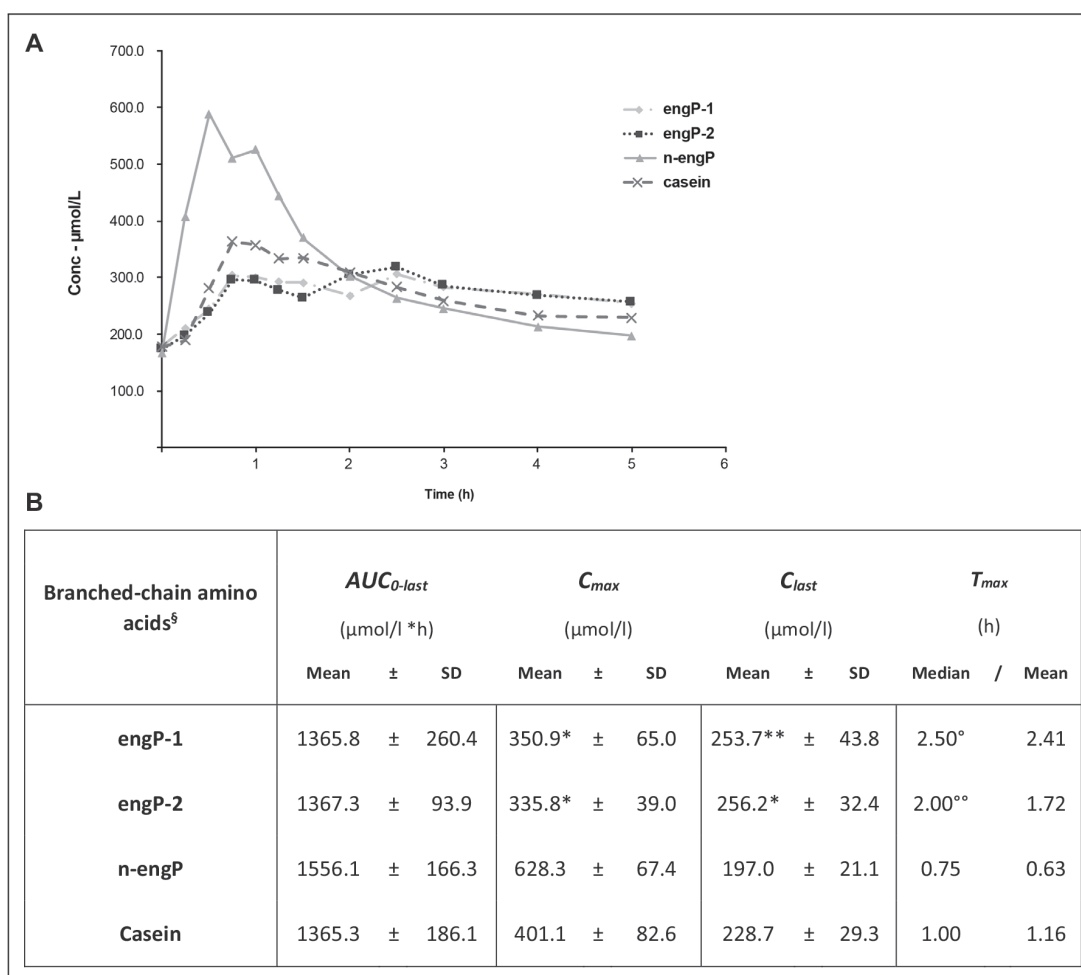 A
700.0
600.0
500.0
400.0
300.0
200.0
100.0
Conc - µmol/L
1 2 3 4 5 6
Time (h)
engP-1
engP-2
n-engP
casein
B
Branched-chain amino acids§ AUC0-last Cmax Clast Tmax
(µmol/l *h) (µmol/l) (µmol/l) (h)
Mean ± SD Mean ± SD Mean ± SD Median / Mean
engP-1 1365.8 ± 260.4 350.9* ± 65.0 253.7** ± 43.8 2.50° 2.41
engP-2 1367.3 ± 93.9 335.8* ± 39.0 256.2* ± 32.4 2.00°° 1.72
n-engP 1556.1 ± 166.3 628.3 ± 67.4 197.0 ± 21.1 0.75 0.63
Casein 1365.3 ± 186.1 401.1 ± 82.6 228.7 ± 29.3 1.00 1.16